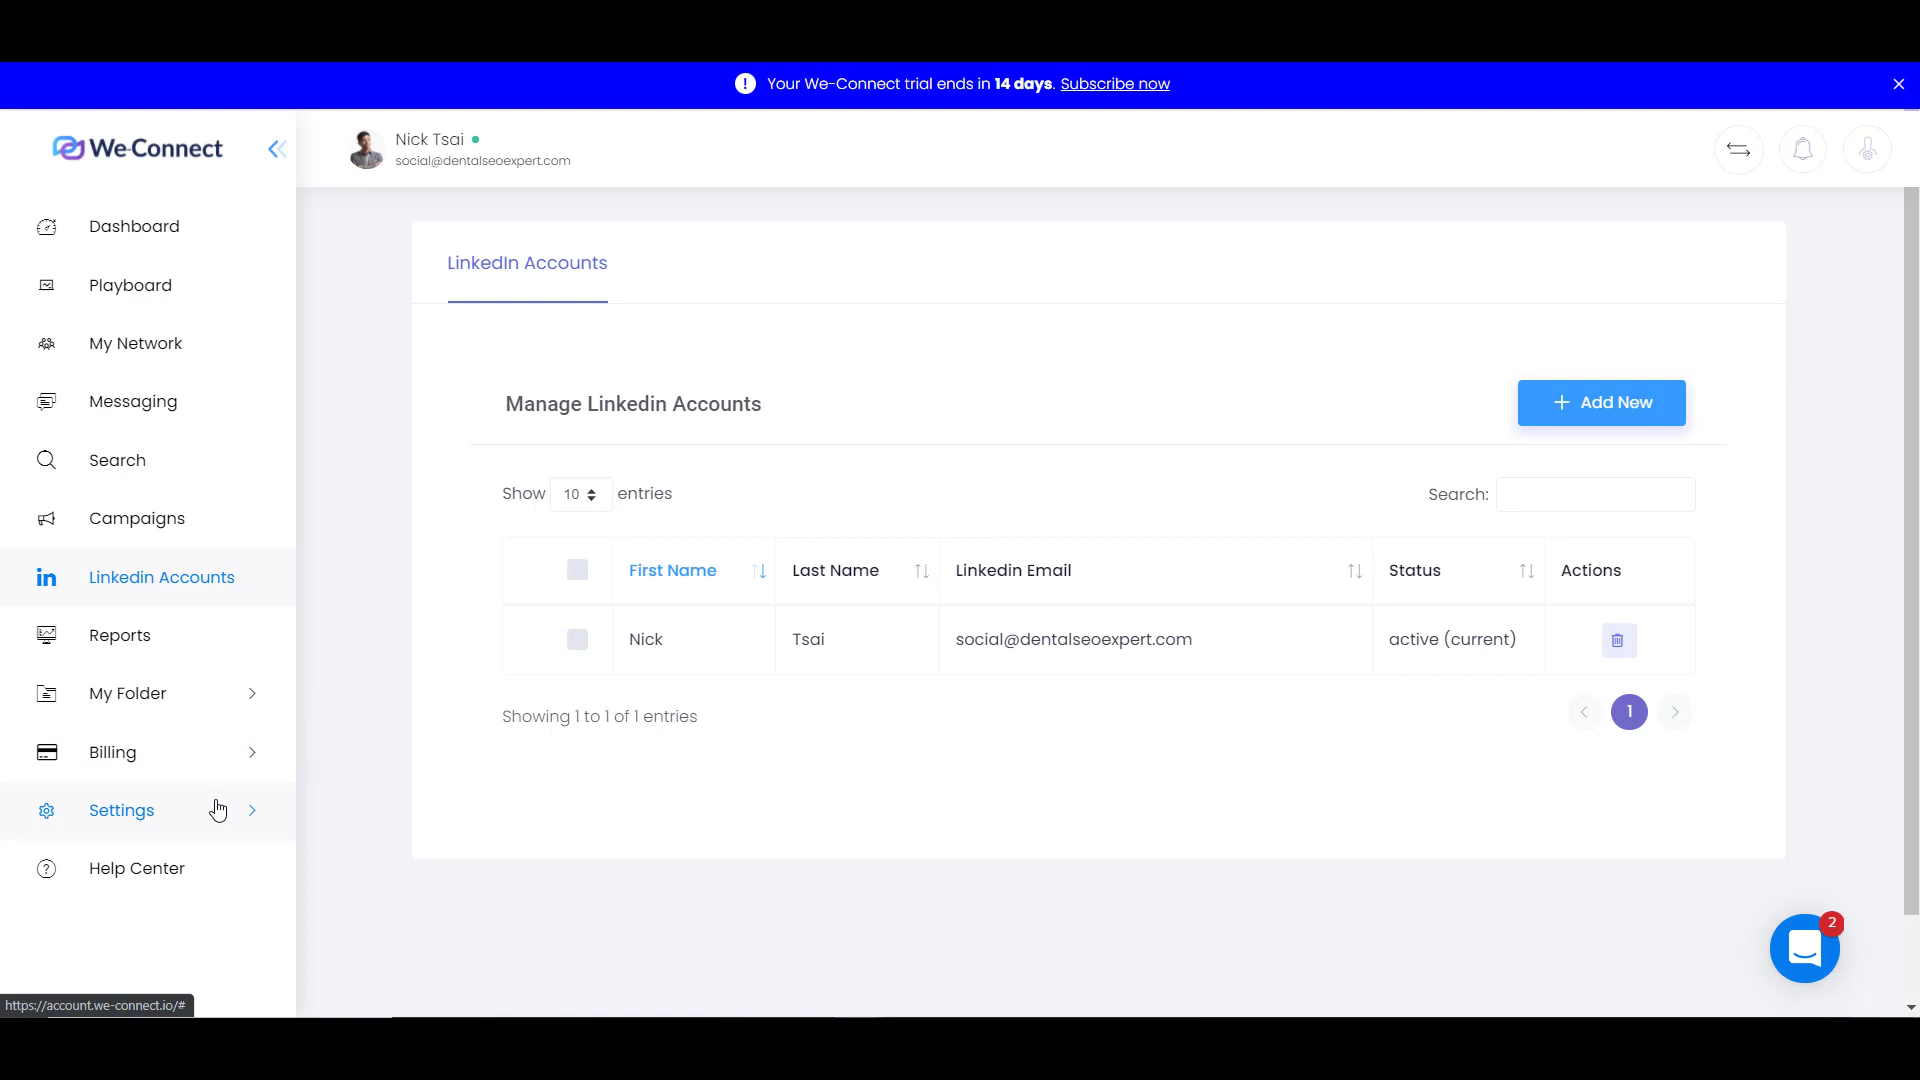 Your We-Connect trial ends in 14 days. Subscribe now
We-Connect
Nick Tsai
social@dentalseoexpert.com
Dashboard
Playboard
My Network
Messaging
Search
Campaigns
in Linkedin Accounts
Reports
My Folder
Billing
Settings
Help Center
LinkedIn Accounts
Manage Linkedin Accounts
+ Add New
Show 10 entries
Search:
First Name Last Name Linkedin Email Status Actions
Nick Tsai social@dentalseoexpert.com active (current)
Showing 1 to 1 of 1 entries
1
2
https://account.we-connect.io/#